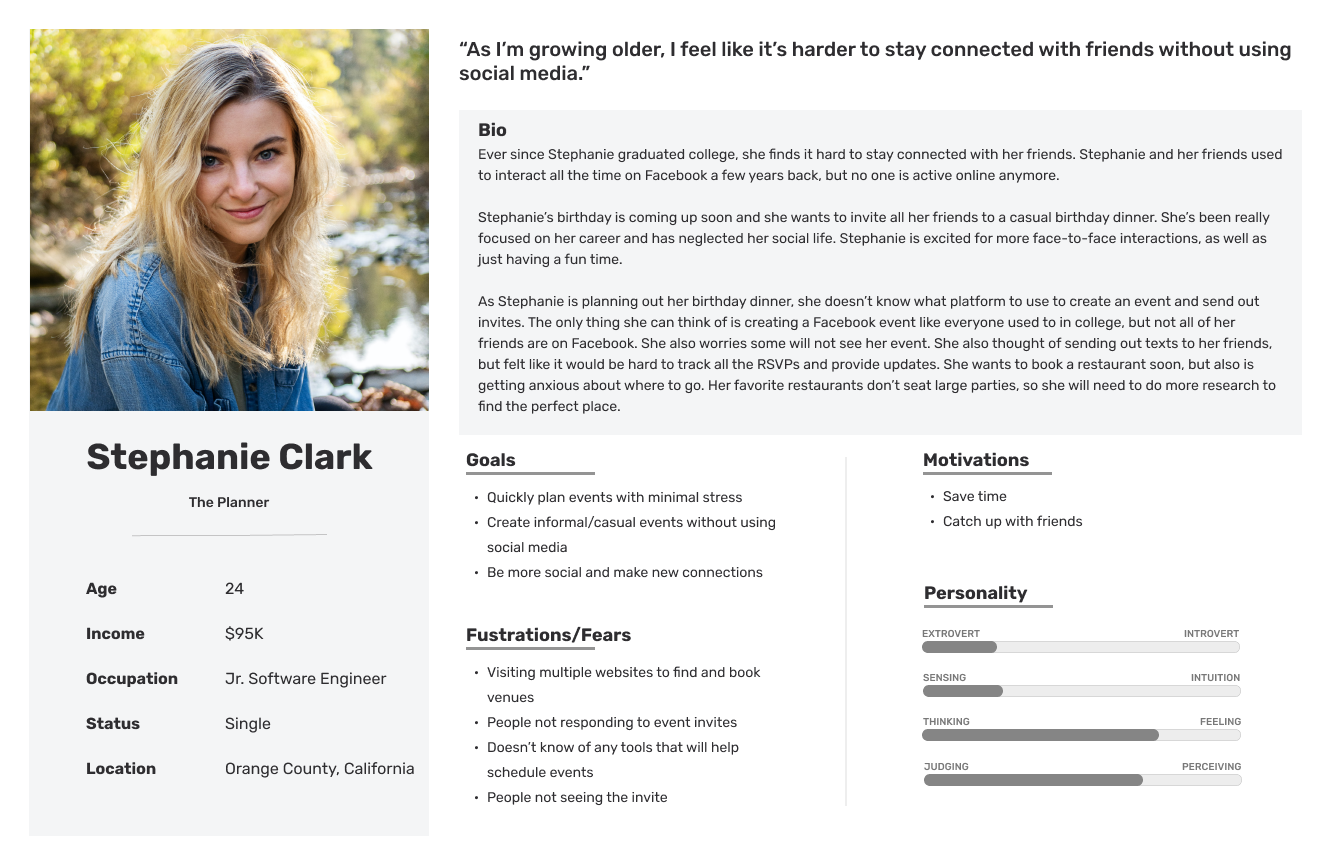 “As I’m growing older, I feel like it’s harder to stay connected with friends without using
social media.”
Bio
Ever since Stephanie graduated college, she finds it hard to stay connected with her friends. Stephanie and her friends used
to interact all the time on Facebook a few years back, but no one is active online anymore.
Stephanie’s birthday is coming up soon and she wants to invite all her friends to a casual birthday dinner. She’s been really
focused on her career and has neglected her social life. Stephanie is excited for more face-to-face interactions, as well as
just having a fun time.
As Stephanie is planning out her birthday dinner, she doesn’t know what platform to use to create an event and send out
invites. The only thing she can think of is creating a Facebook event like everyone used to in college, but not all of her
friends are on Facebook. She also worries some will not see her event. She also thought of sending out texts to her friends,
but felt like it would be hard to track all the RSVPs and provide updates. She wants to book a restaurant soon, but also is
getting anxious about where to go. Her favorite restaurants don’t seat large parties, so she will need to do more research to
find the perfect place.
Stephanie Clark
The Planner
Age 24
Income $95K
Occupation Jr. Software Engineer
Status Single
Location Orange County, California
Goals
• Quickly plan events with minimal stress
• Create informal/casual events without using
social media
• Be more social and make new connections
Fustrations/Fears
• Visiting multiple websites to find and book
venues
• People not responding to event invites
• Doesn’t know of any tools that will help
schedule events
• People not seeing the invite
Motivations
• Save time
• Catch up with friends
Personality
EXTROVERT INTROVERT
SENSING INTUITION
THINKING FEELING
JUDGING PERCEIVING